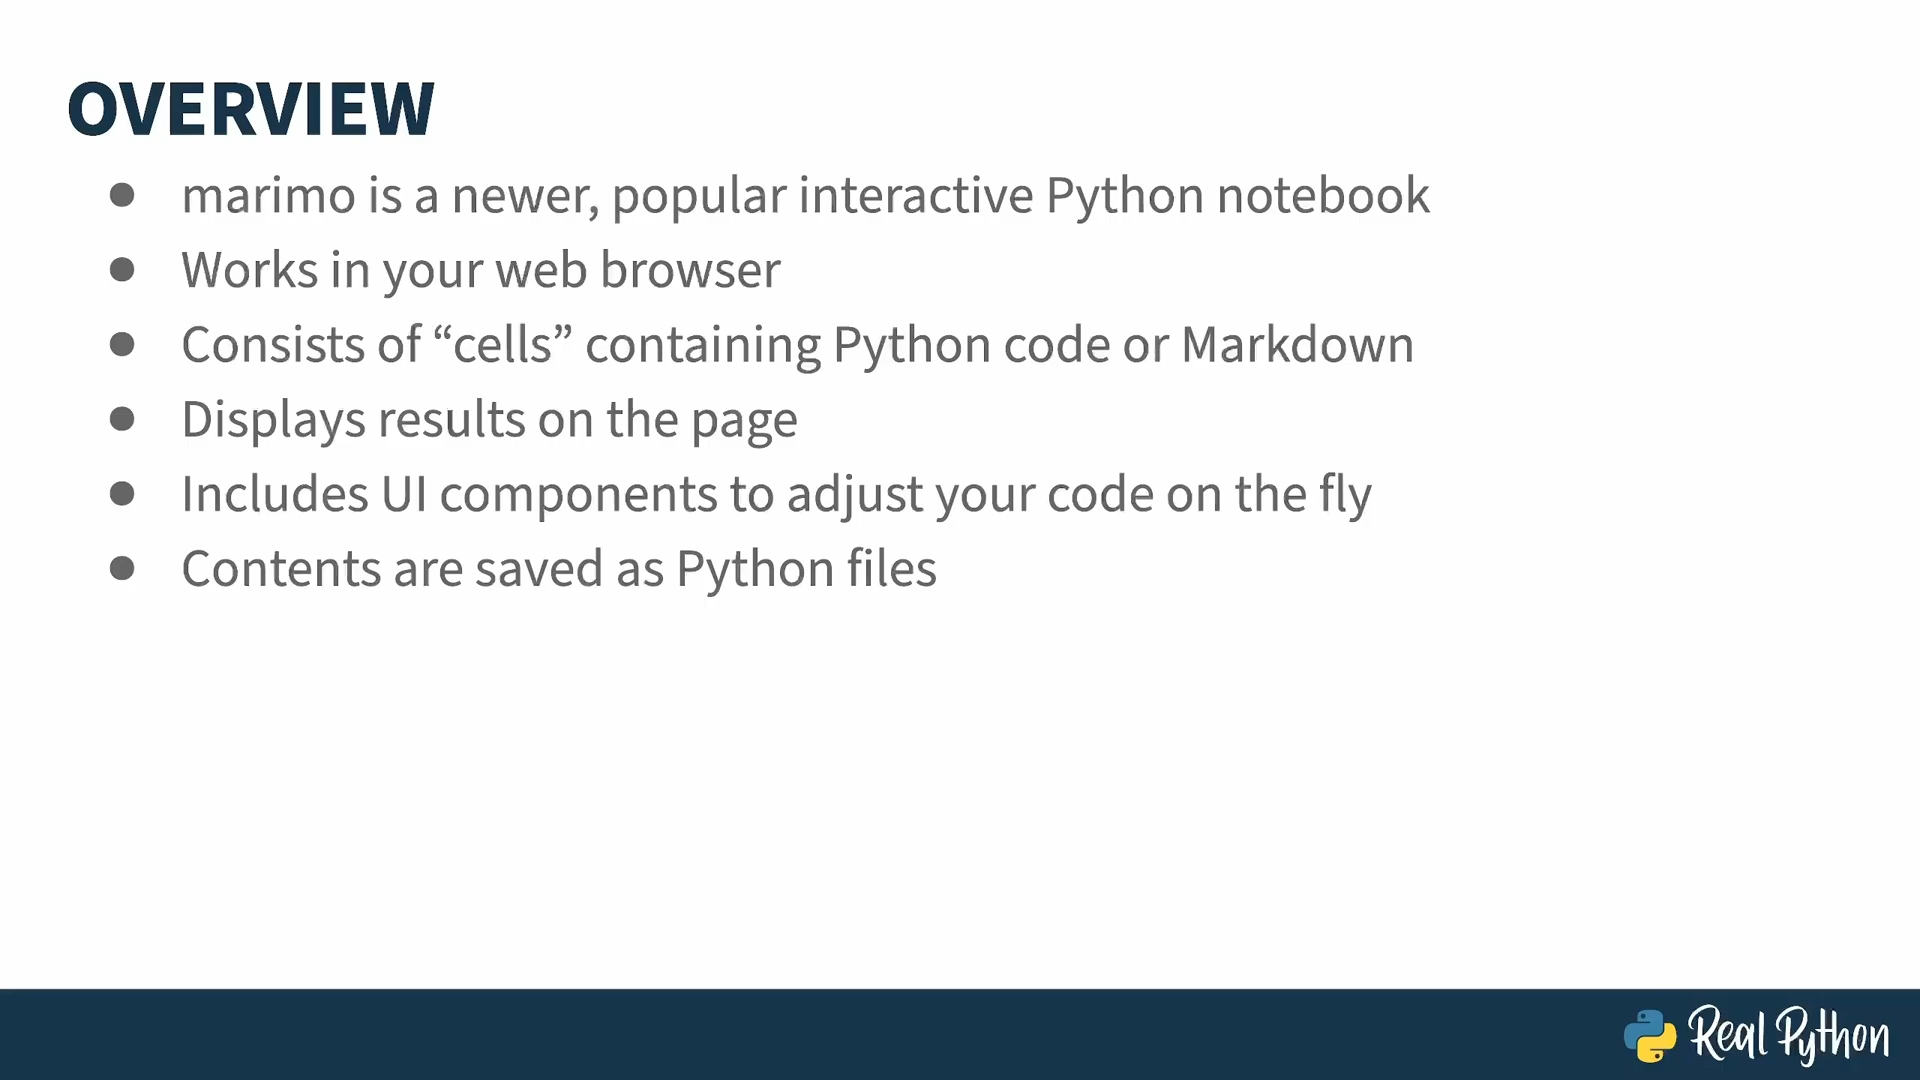 OVERVIEW
● marimo is a newer, popular interactive Python notebook
● Works in your web browser
● Consists of “cells” containing Python code or Markdown
● Displays results on the page
● Includes UI components to adjust your code on the fly
● Contents are saved as Python files
Real Python